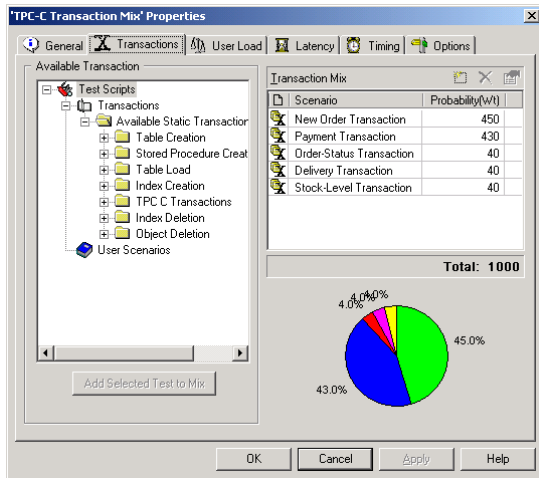 'TPC-C Transaction Mix' Properties
General
Transactions
User Load
Latency
Timing
Options
Available Transaction
Test Scripts
Transactions
Available Static Transaction
Table Creation
Stored Procedure Creat
Table Load
Index Creation
TPC C Transactions
Index Deletion
Object Deletion
User Scenarios
Add Selected Test to Mix
Transaction Mix
Scenario Probability(Wt)
New Order Transaction 450
Payment Transaction 430
Order-Status Transaction 40
Delivery Transaction 40
Stock-Level Transaction 40
Total: 1000
4.0%
4.0%
4.0%
45.0%
43.0%
OK Cancel Apply Help